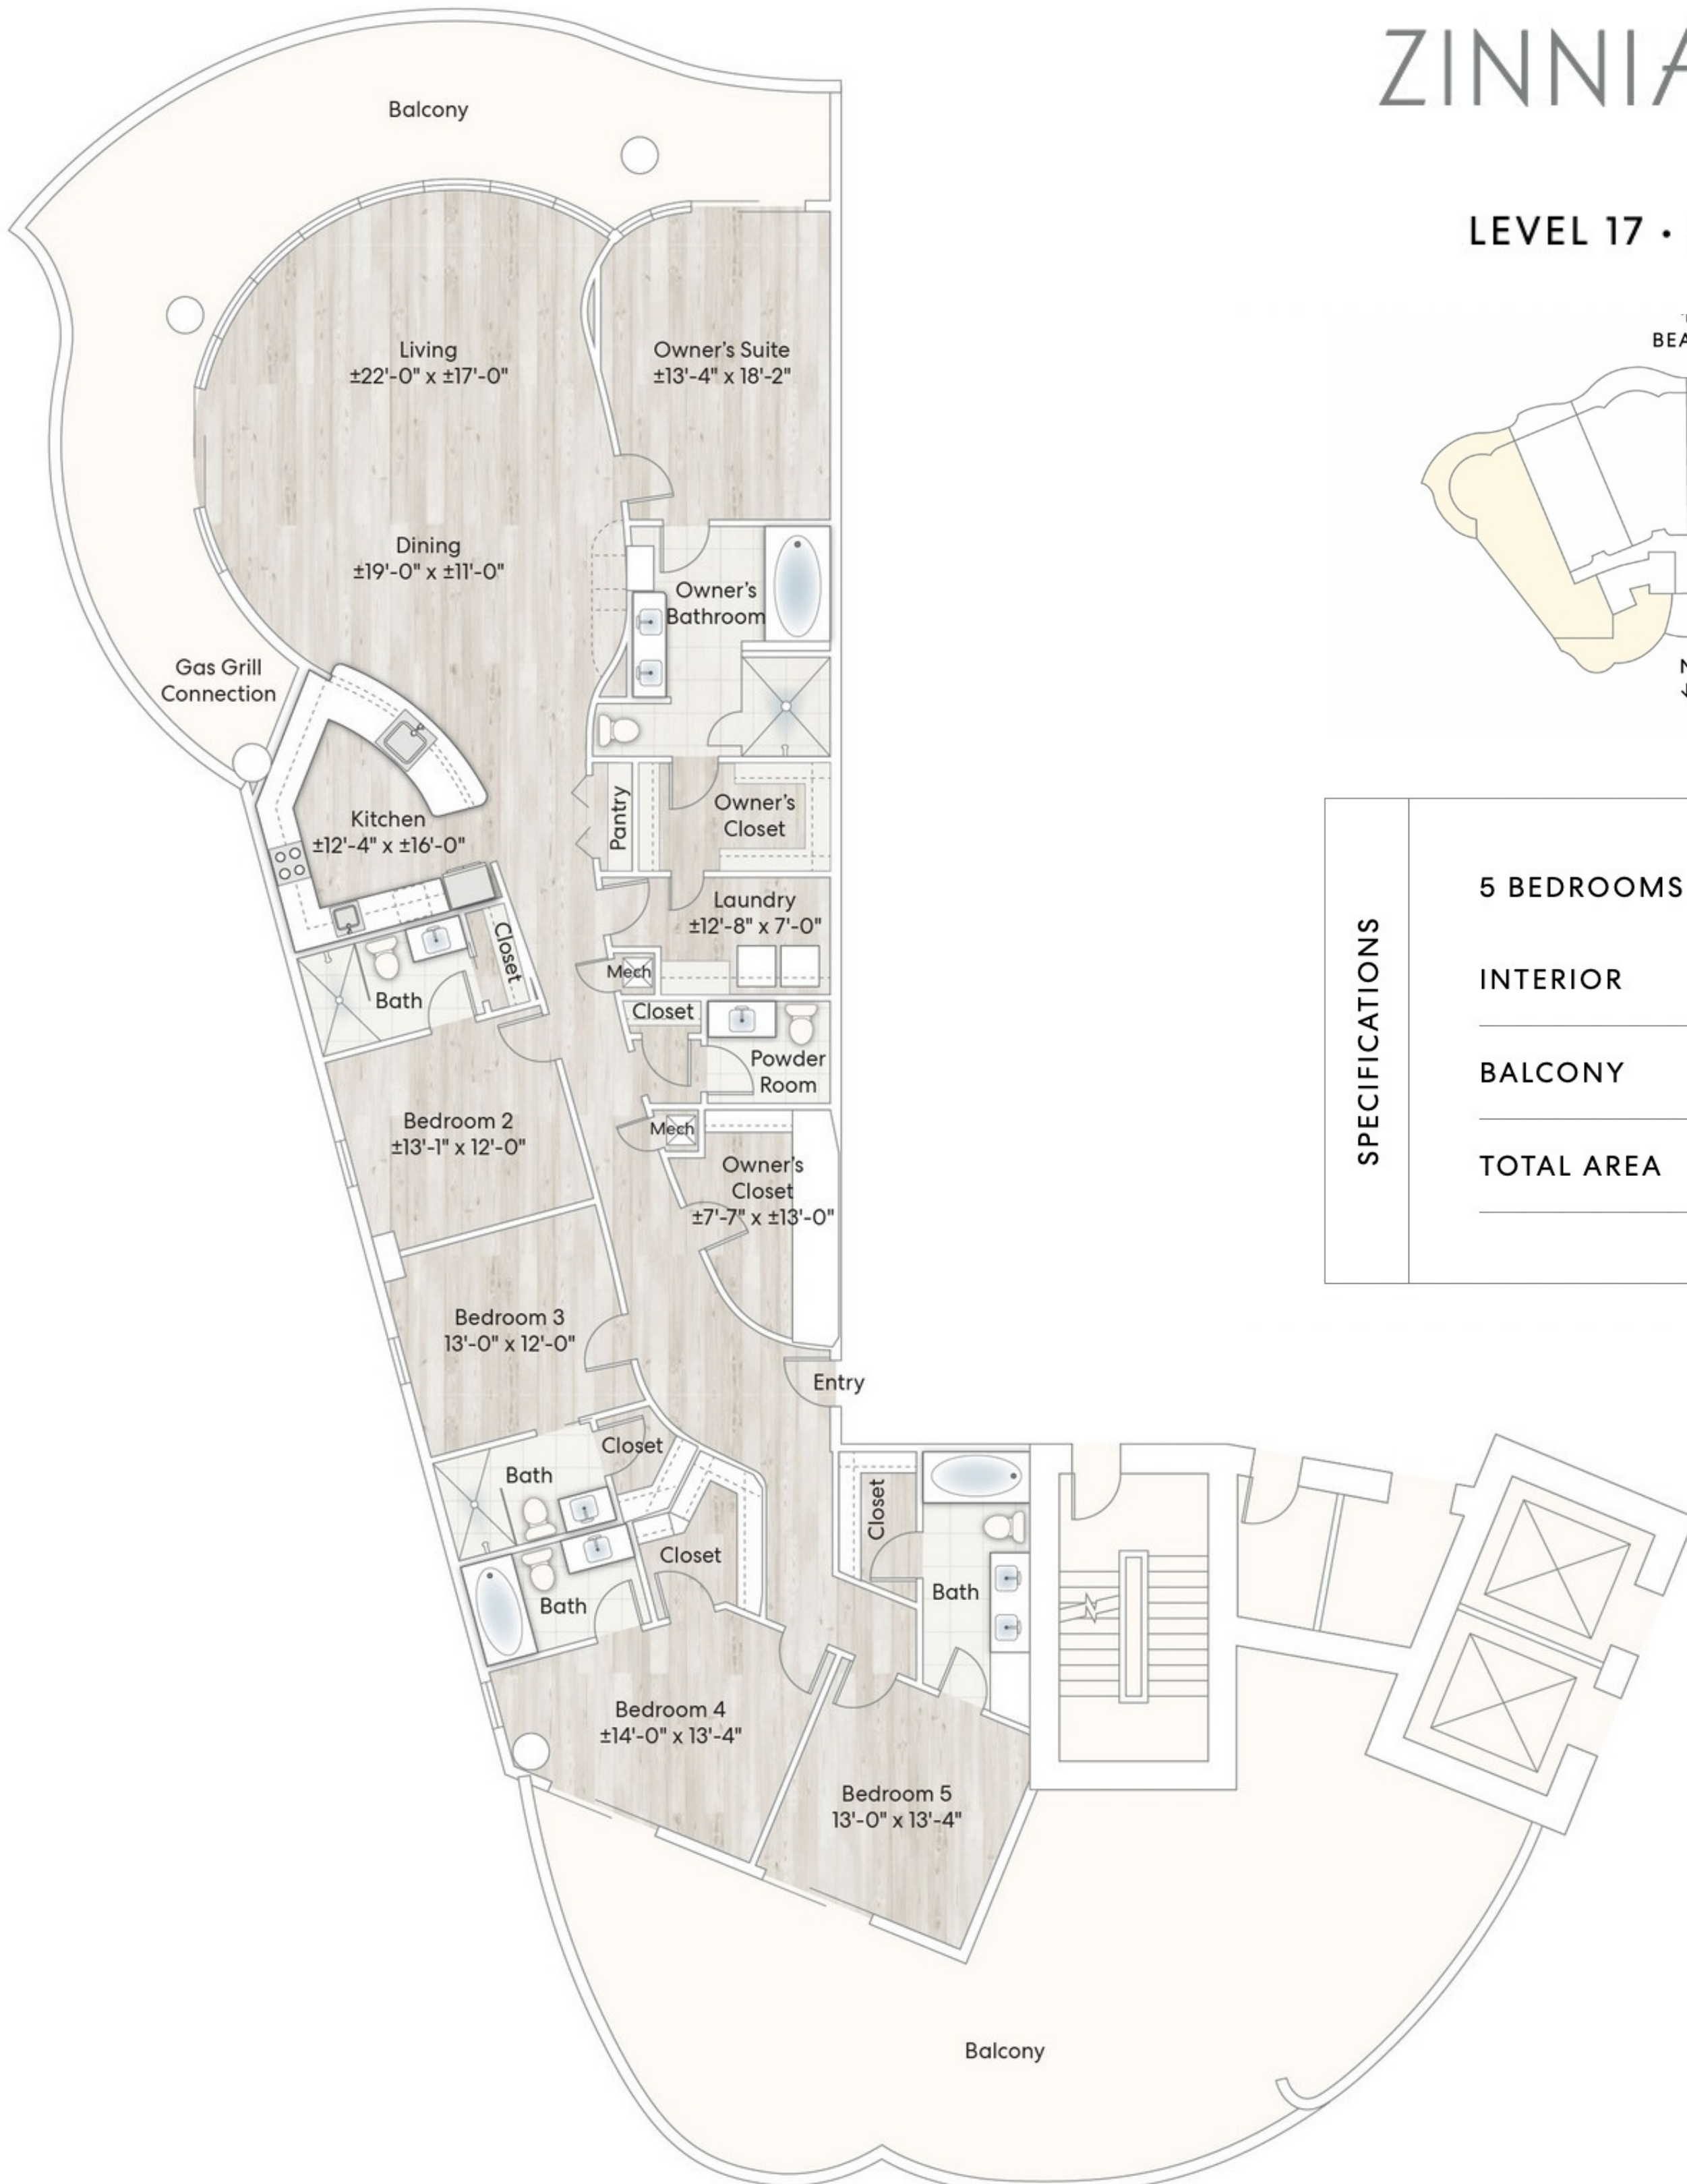 ZINNIA
LEVEL 17 •
BEA
Balcony
Living
±22'-0" x ±17'-0"
Owner's Suite
±13'-4" x 18'-2"
Dining
±19'-0" x ±11'-0"
Owner's
Bathroom
Gas Grill
Connection
Kitchen
±12'-4" x ±16'-0"
Pantry
Owner's
Closet
Laundry
±12'-8" x 7'-0"
Closet
Mech
Bath
Closet
Powder
Room
Bedroom 2
±13'-1" x 12'-0"
Mech
Owner's
Closet
±7'-7" x ±13'-0"
Bedroom 3
13'-0" x 12'-0"
Entry
Closet
Bath
Closet
Closet
Bath
Bath
Bedroom 4
±14'-0" x 13'-4"
Bedroom 5
13'-0" x 13'-4"
Balcony
SPECIFICATIONS
5 BEDROOMS
INTERIOR
BALCONY
TOTAL AREA